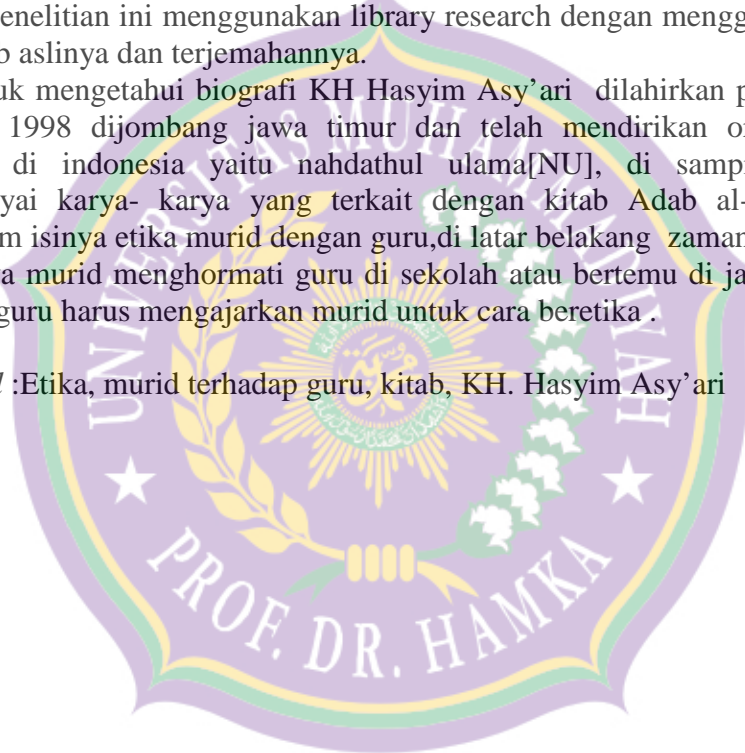 enelitian ini menggunakan library research dengan mengg
o aslinya dan terjemahannya.
uk mengetahui biografi KH Hasyim Asy’ari dilahirkan p
1998 dijombang jawa timur dan telah mendirikan or
di indonesia yaitu nahdathul ulama[NU], di sampi
yai karya- karya yang terkait dengan kitab Adab al-
m isinya etika murid dengan guru,di latar belakang zaman
a murid menghormati guru di sekolah atau bertemu di ja
guru harus mengajarkan murid untuk cara beretika .
:Etika, murid terhadap guru, kitab, KH. Hasyim Asy’ari
UNIVERSITAS MUHAMMADIYAH
PROF. DR. HAMKA